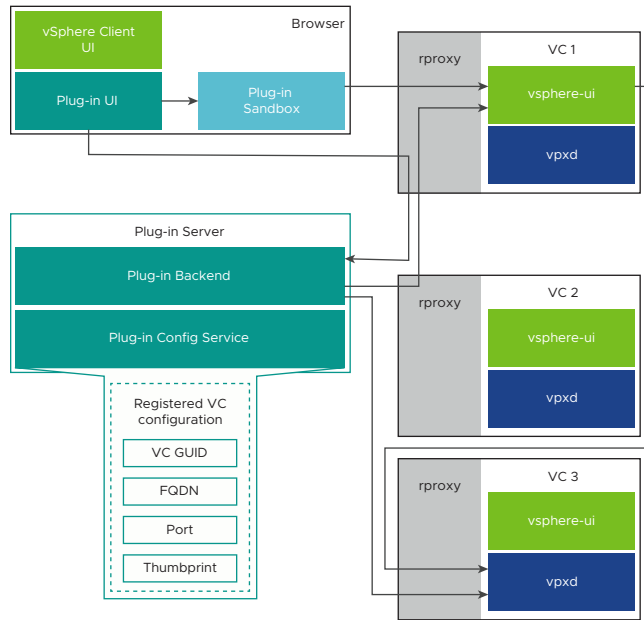 Browser
vSphere Client
UI
Plug-in UI
Plug-in
Sandbox
rproxy
VC 1
vsphere-ui
vpxd
Plug-in Server
Plug-in Backend
Plug-in Config Service
Registered VC
configuration
VC GUID
FQDN
Port
Thumbprint
rproxy
VC 2
vsphere-ui
vpxd
rproxy
VC 3
vsphere-ui
vpxd